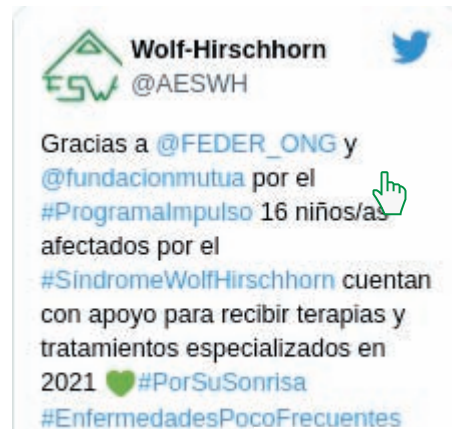 Wolf-Hirschhorn
ESW
@AESWH
Gracias a @FEDER_ONG y
@fundacionmutua por el
#ProgramaImpulso 16 niños/as
afectados por el
#SíndromeWolfHirschhorn cuentan
con apoyo para recibir terapias y
tratamientos especializados en
2021 💚#PorSuSonrisa
#EnfermedadesPocoFrecuentes